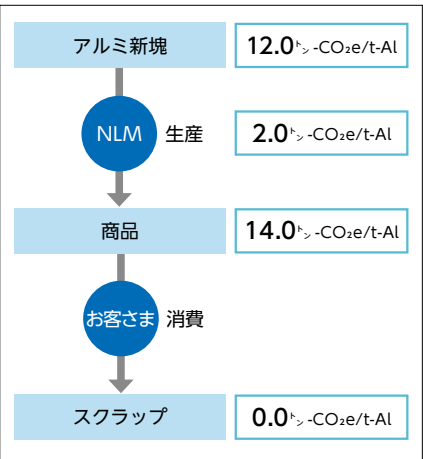 アルミ新塊 12.0トン-CO₂e/t-Al
NLM 生産 2.0トン-CO₂e/t-Al
商品 14.0トン-CO₂e/t-Al
お客さま 消費
スクラップ 0.0トン-CO₂e/t-Al